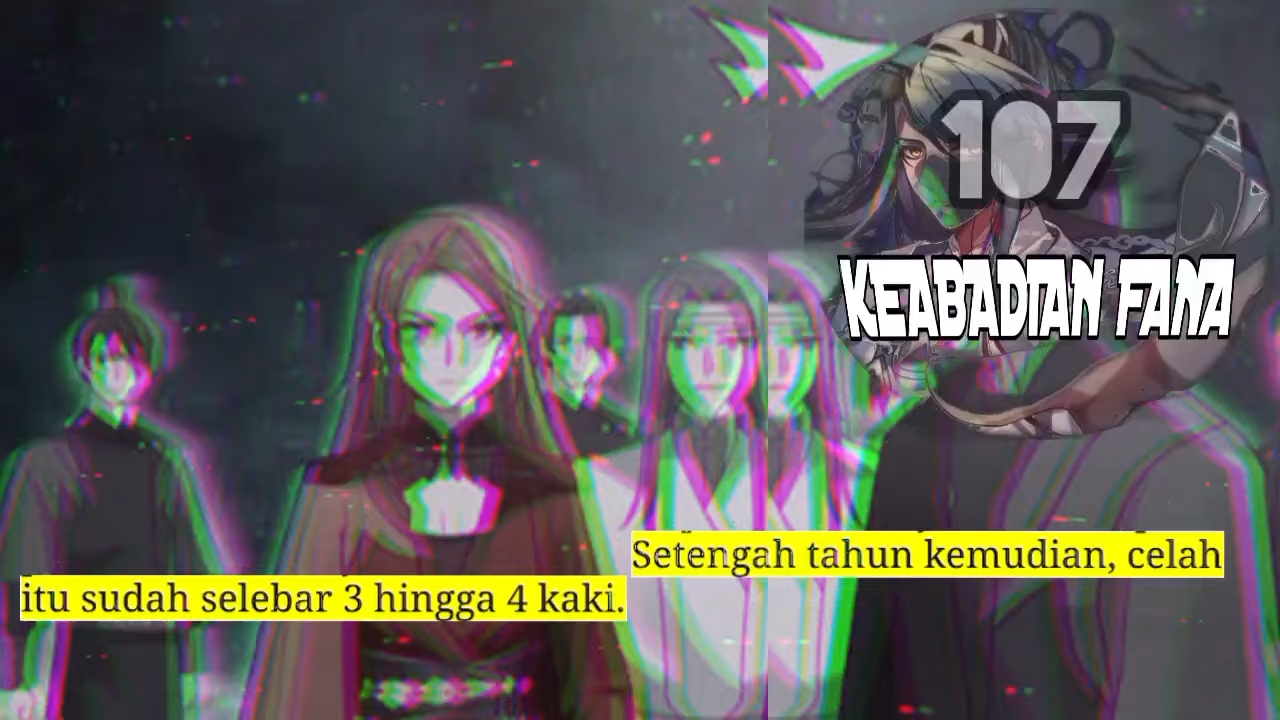 107
KEABADIAN FANA
Setengah tahun kemudian, celah
itu sudah selebar 3 hingga 4 kaki.